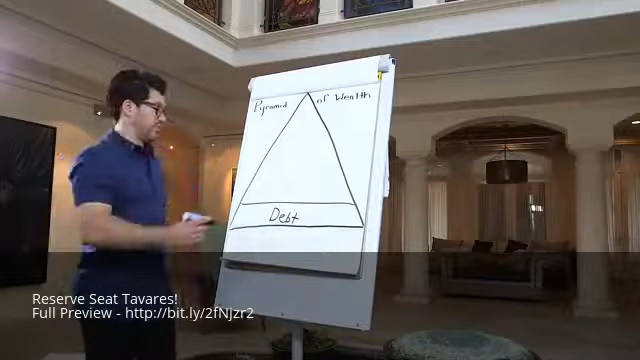 Pyramid of Wealth
Debt
Reserve Seat Tavares!
Full Preview - http://bit.ly/2fNjzr2